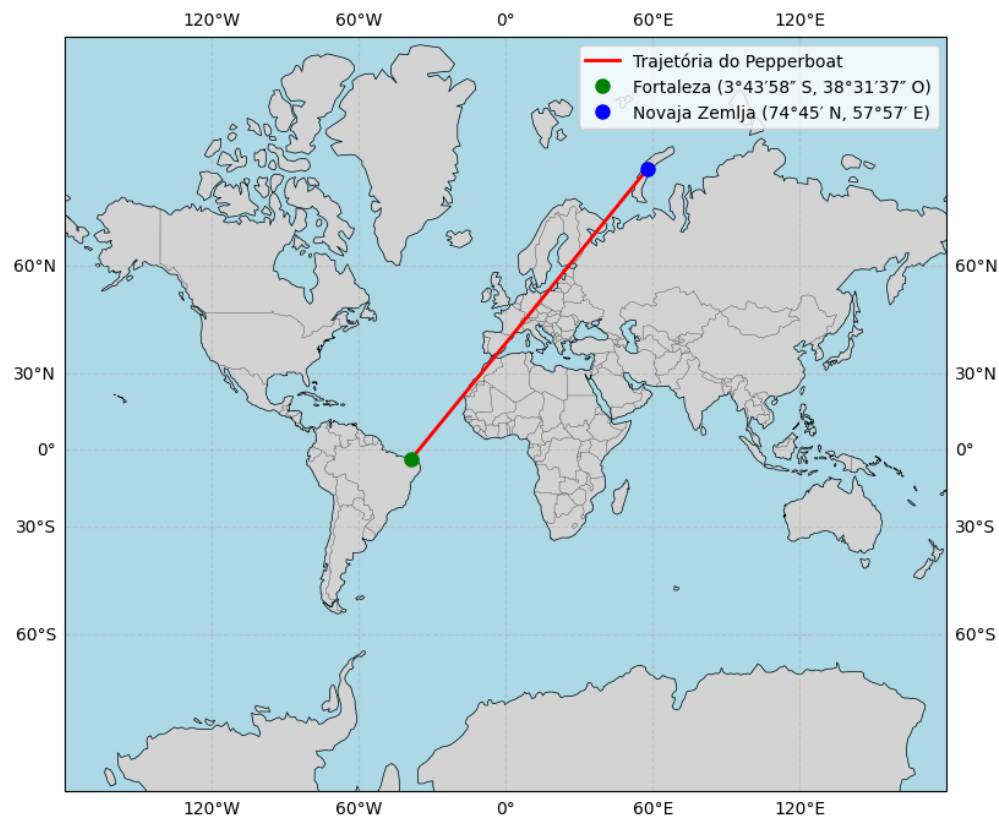 120°W 60°W 0° 60°E 120°E
Trajetória do Pepperboat
Fortaleza (3°43′58″ S, 38°31′37″ O)
Novaja Zemlja (74°45′ N, 57°57′ E)
60°N 60°N
30°N 30°N
0° 0°
30°S 30°S
60°S 60°S
120°W 60°W 0° 60°E 120°E